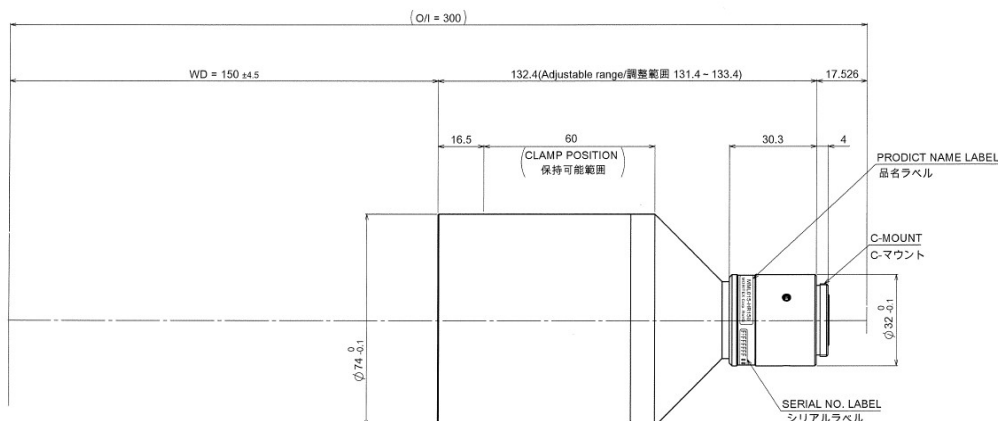 (O/I = 300)
WD = 150 ±4.5
132.4(Adjustable range/調整範囲 131.4 ~ 133.4)
17.526
16.5
60
(CLAMP POSITION
保持可能範囲)
30.3
4
PRODICT NAME LABEL
品名ラベル
C-MOUNT
C-マウント
⌀74 0 -0.1
⌀32 0 -0.1
SERIAL NO. LABEL
シリアルラベル